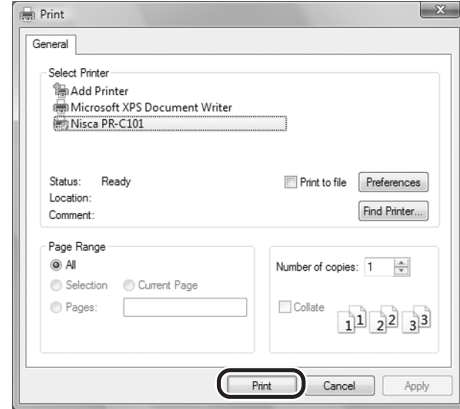 Print
General
Select Printer
Add Printer
Microsoft XPS Document Writer
Nisca PR-C101
Status: Ready
Print to file
Preferences
Location:
Comment:
Find Printer...
Page Range
All
Selection
Current Page
Pages:
Number of copies: 1
Collate
1 1 2 2 3 3
Print
Cancel
Apply